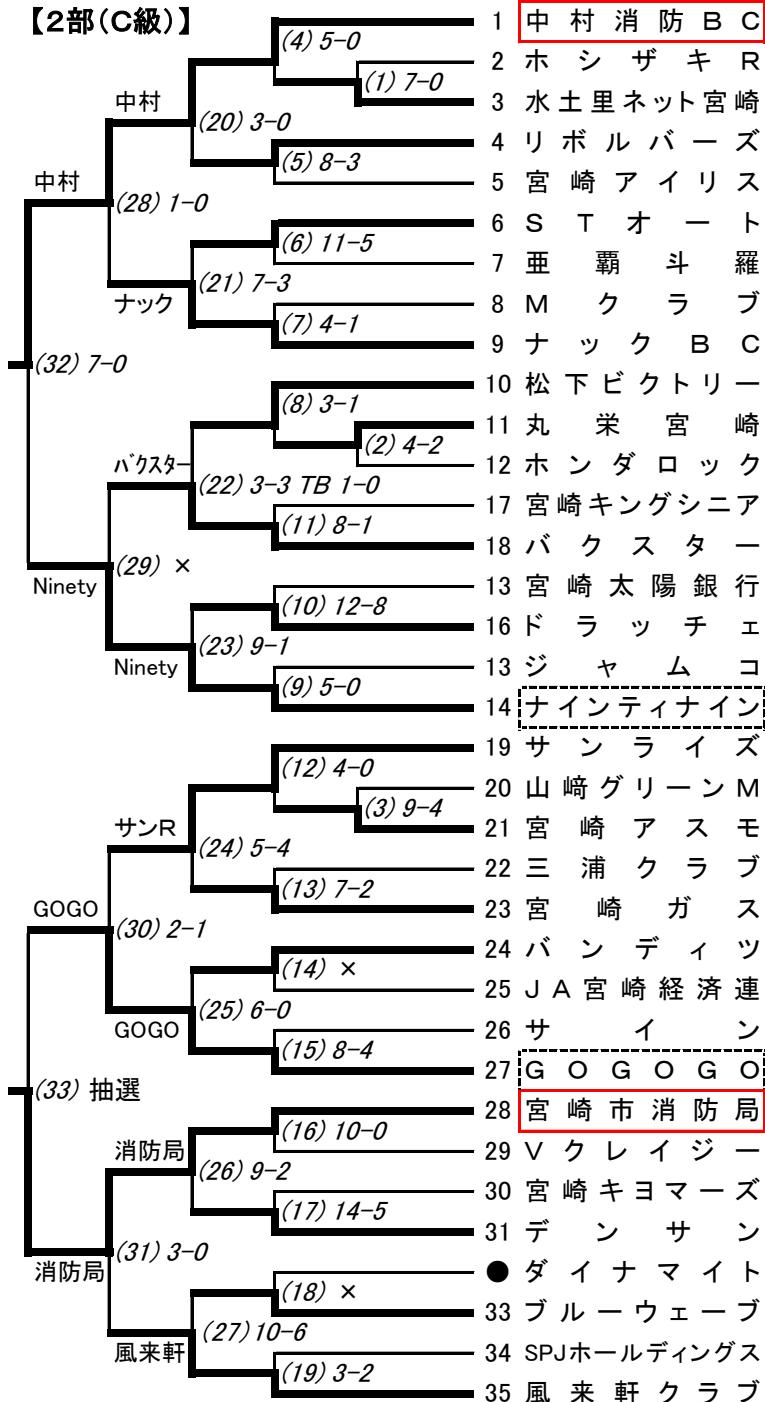 【2部(C級)】
1 中村消防BC
(4) 5-0
2 ホシザキR
(1) 7-0
中村
3 水土里ネット宮崎
(20) 3-0
4 リボルバーズ
(5) 8-3
中村
5 宮崎アイリス
(28) 1-0
6 STオート
(6) 11-5
7 亜覇斗羅
(21) 7-3
ナック
8 Mクラブ
(7) 4-1
9 ナックBC
(32) 7-0
10 松下ビクトリー
(8) 3-1
11 丸栄宮崎
(2) 4-2
12 ホンダロック
バクスター
(22) 3-3 TB 1-0
17 宮崎キングシニア
(11) 8-1
18 バクスター
(29) ×
Ninety
13 宮崎太陽銀行
(10) 12-8
16 ドラッチェ
(23) 9-1
Ninety
13 ジャムコ
(9) 5-0
14 ナインティナイン
19 サンライズ
(12) 4-0
20 山﨑グリーンM
(3) 9-4
サンR
21 宮崎アスモ
(24) 5-4
22 三浦クラブ
(13) 7-2
GOGO
23 宮崎ガス
(30) 2-1
24 バンディツ
(14) ×
25 JA宮崎経済連
(25) 6-0
GOGO
26 サイン
(15) 8-4
27 GOGOGO
(33) 抽選
28 宮崎市消防局
(16) 10-0
消防局
29 Vクレイジー
(26) 9-2
30 宮崎キヨマーズ
(17) 14-5
31 デンサン
(31) 3-0
消防局
● ダイナマイト
(18) ×
33 ブルーウェーブ
(27) 10-6
風来軒
34 SPJホールディングス
(19) 3-2
35 風来軒クラブ